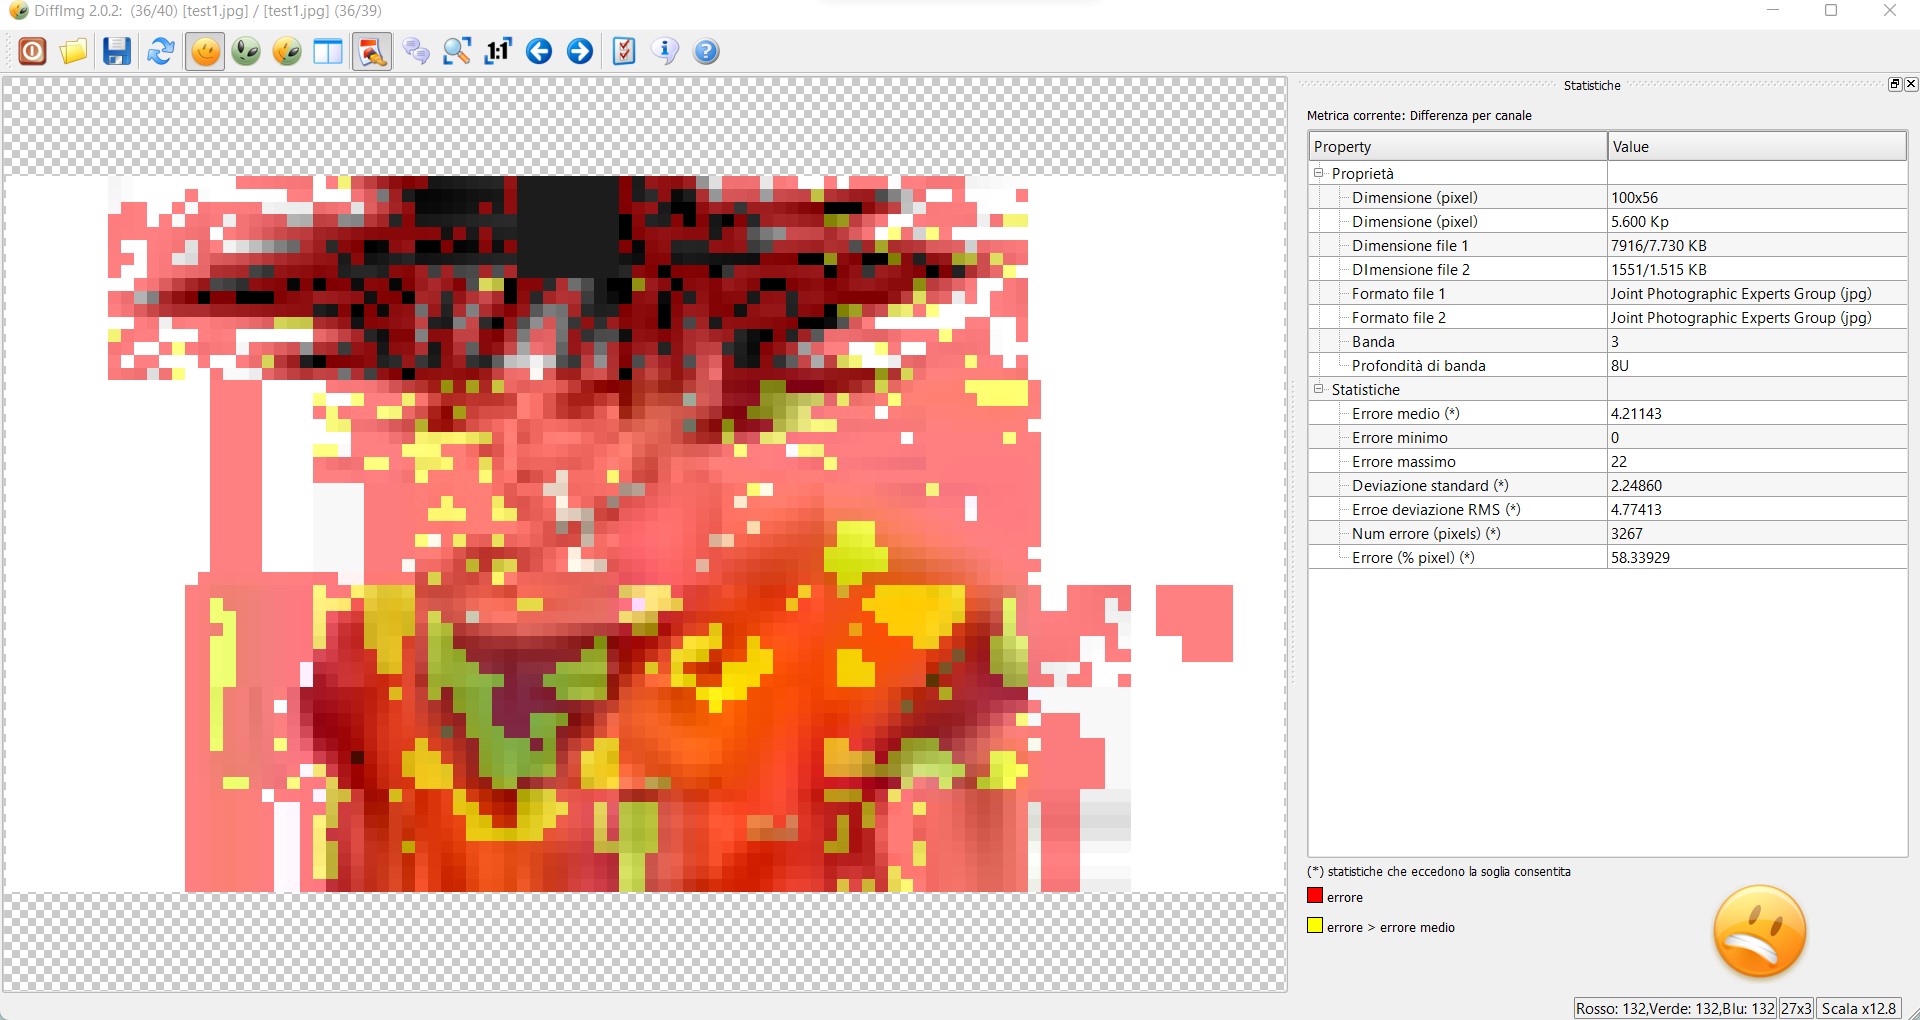 DiffImg 2.0.2: (36/40) [test1.jpg] / [test1.jpg] (36/39)
1:1
Statistiche
Metrica corrente: Differenza per canale
Property Value
Proprietà
Dimensione (pixel) 100x56
Dimensione (pixel) 5.600 Kp
Dimensione file 1 7916/7.730 KB
DImensione file 2 1551/1.515 KB
Formato file 1 Joint Photographic Experts Group (jpg)
Formato file 2 Joint Photographic Experts Group (jpg)
Banda 3
Profondità di banda 8U
Statistiche
Errore medio (*) 4.21143
Errore minimo 0
Errore massimo 22
Deviazione standard (*) 2.24860
Erroe deviazione RMS (*) 4.77413
Num errore (pixels) (*) 3267
Errore (% pixel) (*) 58.33929
(*) statistiche che eccedono la soglia consentita
errore
errore > errore medio
Rosso: 132,Verde: 132,Blu: 132 27x3 Scala x12.8